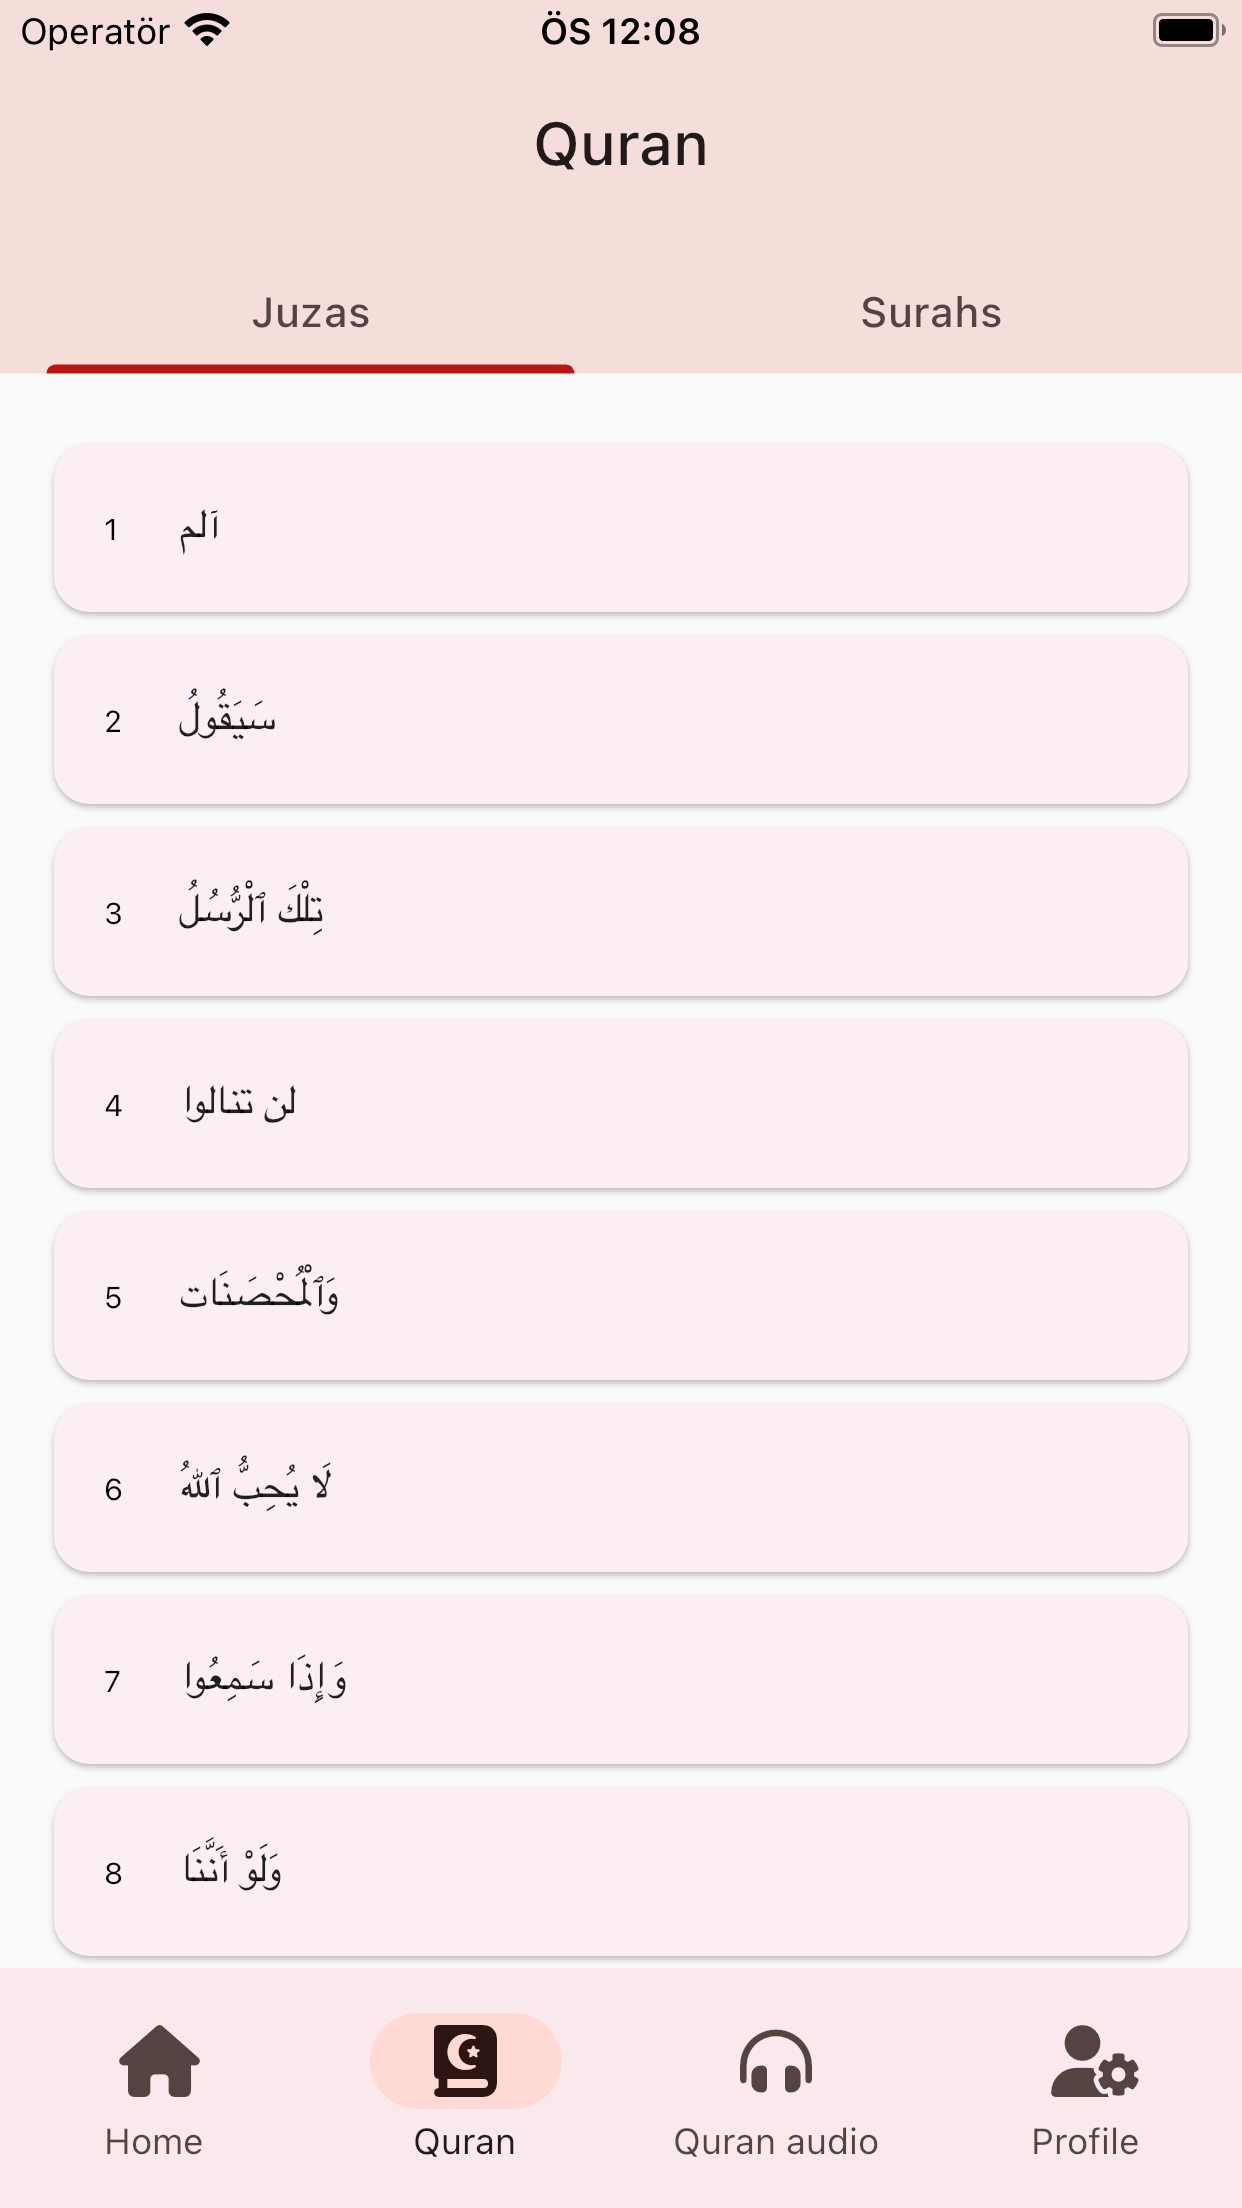 Operatör ÖS 12:08
Quran
Juzas Surahs
1 آلم
2 سَيَقُولُ
3 تِلْكَ ٱلْرُّسُلُ
4 لن تنالوا
5 وَٱلْمُحْصَنَات
6 لَا يُحِبُّ ٱللهُ
7 وَإِذَا سَمِعُوا
8 وَلَوْ أَنَّنَا
Home Quran Quran audio Profile